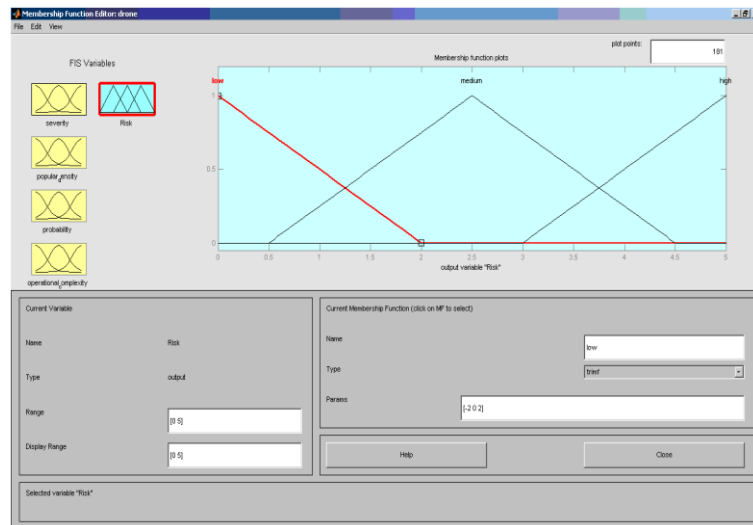 Membership Function Editor: drone
File Edit View
FIS Variables
severity
Risk
popular_density
probability
operational_complexity
plot points:
181
Membership function plots
low
medium
high
1
0.5
0
0 0.5 1 1.5 2 2.5 3 3.5 4 4.5 5
output variable "Risk"
Current Variable
Name Risk
Type output
Range [0 5]
Display Range [0 5]
Current Membership Function (click on MF to select)
Name low
Type trimf
Params [-2 0 2]
Help
Close
Selected variable "Risk"